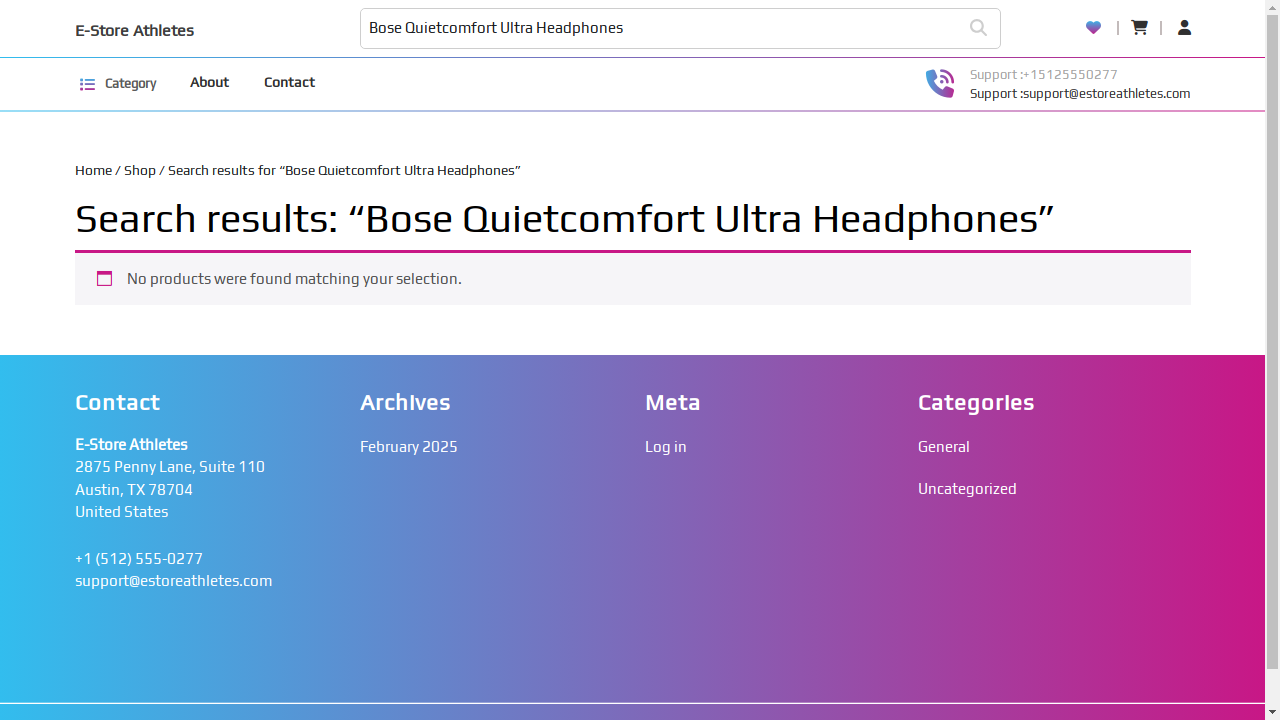 E-Store Athletes
Bose Quietcomfort Ultra Headphones
Category
About
Contact
Support :+15125550277
Support :support@estoreathletes.com
Home / Shop / Search results for “Bose Quietcomfort Ultra Headphones”
Search results: “Bose Quietcomfort Ultra Headphones”
No products were found matching your selection.
Contact
E-Store Athletes
2875 Penny Lane, Suite 110
Austin, TX 78704
United States
+1 (512) 555-0277
support@estoreathletes.com
Archives
February 2025
Meta
Log in
Categories
General
Uncategorized